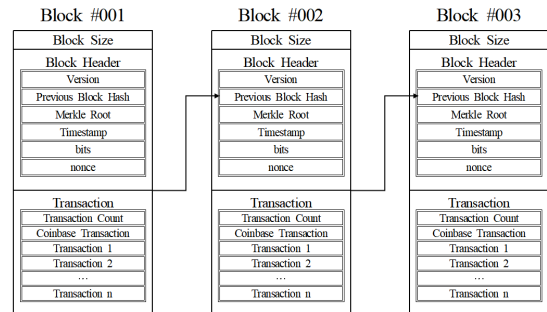 Block #001
Block Size
Block Header
Version
Previous Block Hash
Merkle Root
Timestamp
bits
nonce
Transaction
Transaction Count
Coinbase Transaction
Transaction 1
Transaction 2
…
Transaction n
Block #002
Block Size
Block Header
Version
Previous Block Hash
Merkle Root
Timestamp
bits
nonce
Transaction
Transaction Count
Coinbase Transaction
Transaction 1
Transaction 2
…
Transaction n
Block #003
Block Size
Block Header
Version
Previous Block Hash
Merkle Root
Timestamp
bits
nonce
Transaction
Transaction Count
Coinbase Transaction
Transaction 1
Transaction 2
…
Transaction n